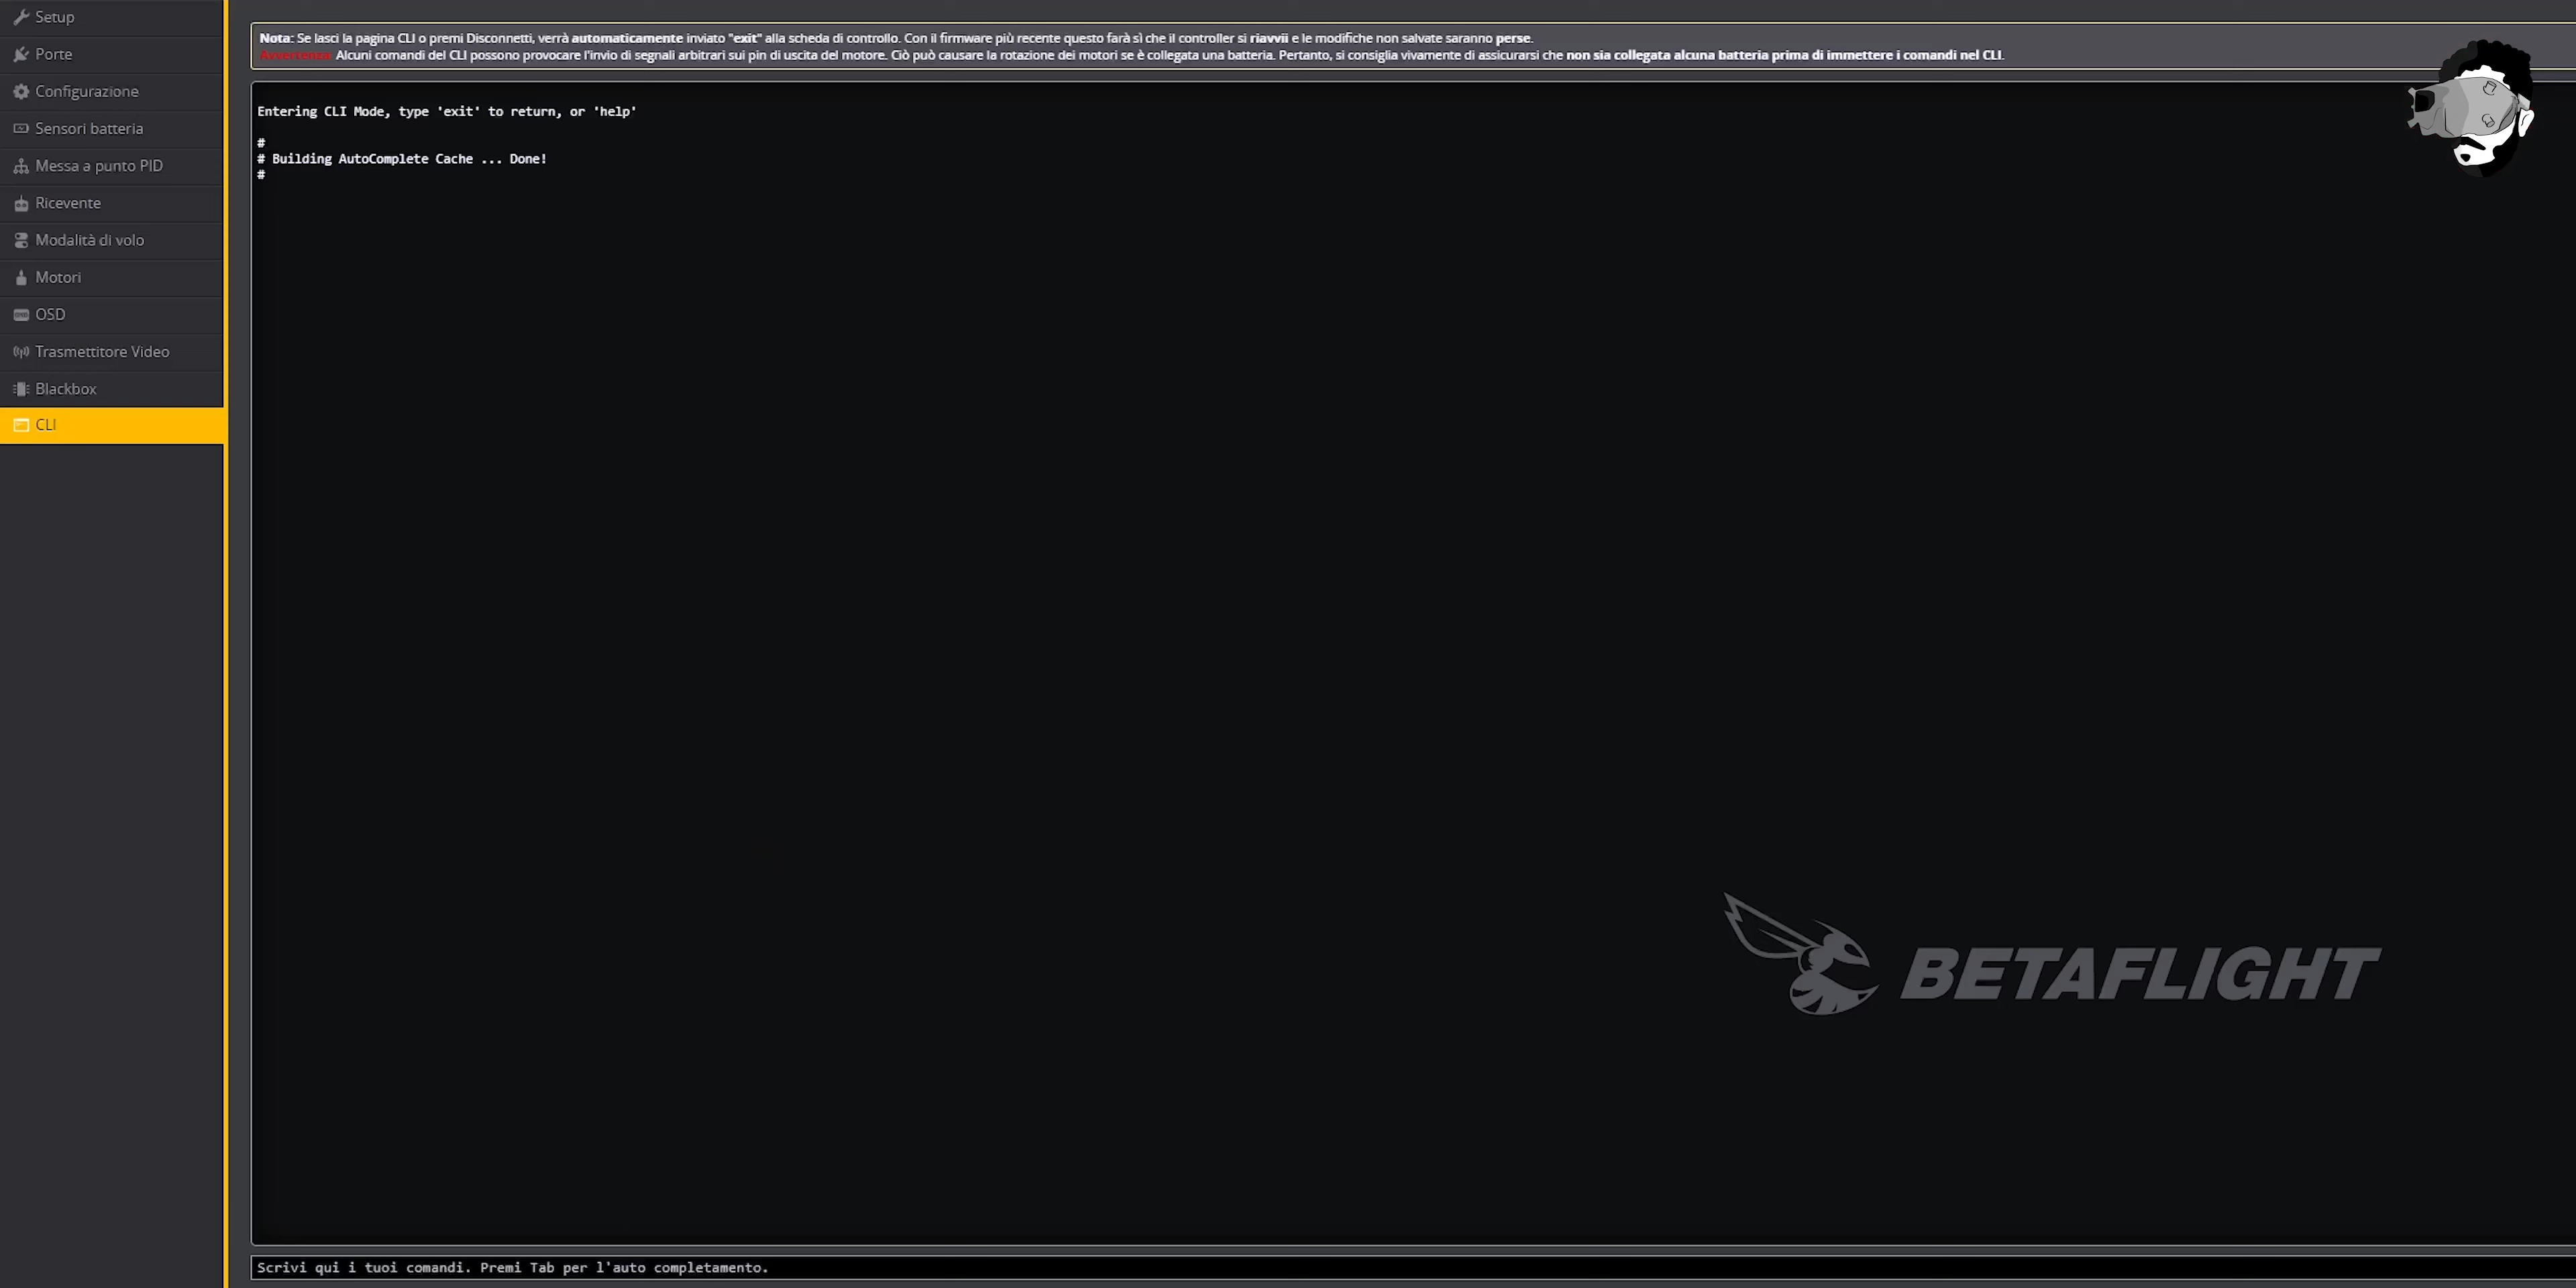 Setup
Porte
Configurazione
Sensori batteria
Messa a punto PID
Ricevente
Modalità di volo
Motori
OSD
Trasmettitore Video
Blackbox
CLI
Nota: Se lasci la pagina CLI o premi Disconnetti, verrà automaticamente inviato "exit" alla scheda di controllo. Con il firmware più recente questo farà sì che il controller si riavvii e le modifiche non salvate saranno perse.
Avvertenza: Alcuni comandi del CLI possono provocare l'invio di segnali arbitrari sui pin di uscita del motore. Ciò può causare la rotazione dei motori se è collegata una batteria. Pertanto, si consiglia vivamente di assicurarsi che non sia collegata alcuna batteria prima di immettere i comandi nel CLI.
Entering CLI Mode, type 'exit' to return, or 'help'
#
# Building AutoComplete Cache ... Done!
#
BETAFLIGHT
Scrivi qui i tuoi comandi. Premi Tab per l'auto completamento.